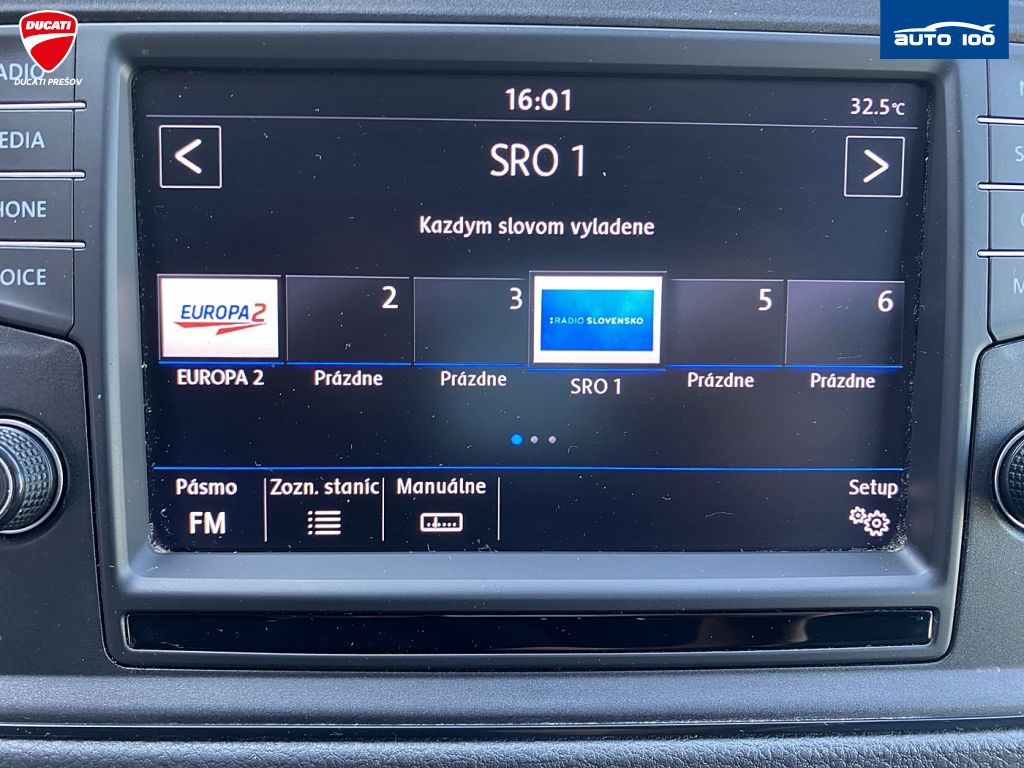 DUCATI
DUCATI PREŠOV
AUTO 100
ADIO
EDIA
HONE
OICE
16:01
32.5°C
<
SRO 1
>
Kazdym slovom vyladene
EUROPA 2
2
3
:RÁDIO SLOVENSKO
5
6
EUROPA 2
Prázdne
Prázdne
SRO 1
Prázdne
Prázdne
Pásmo
Zozn. staníc
Manuálne
Setup
FM